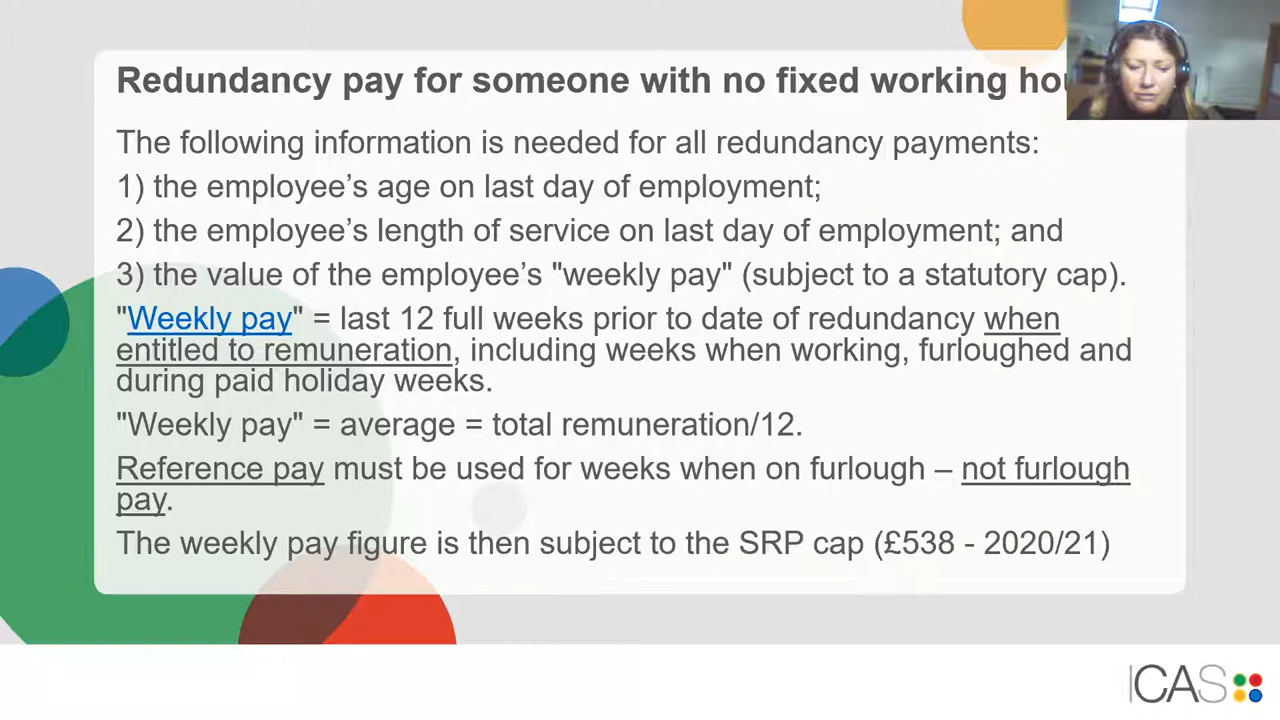 Redundancy pay for someone with no fixed working
The following information is needed for all redundancy payments:
1) the employee’s age on last day of employment;
2) the employee’s length of service on last day of employment; and
3) the value of the employee’s "weekly pay" (subject to a statutory cap).
"Weekly pay" = last 12 full weeks prior to date of redundancy when
entitled to remuneration, including weeks when working, furloughed and
during paid holiday weeks.
"Weekly pay" = average = total remuneration/12.
Reference pay must be used for weeks when on furlough – not furlough
pay.
The weekly pay figure is then subject to the SRP cap (£538 - 2020/21)
ICAS